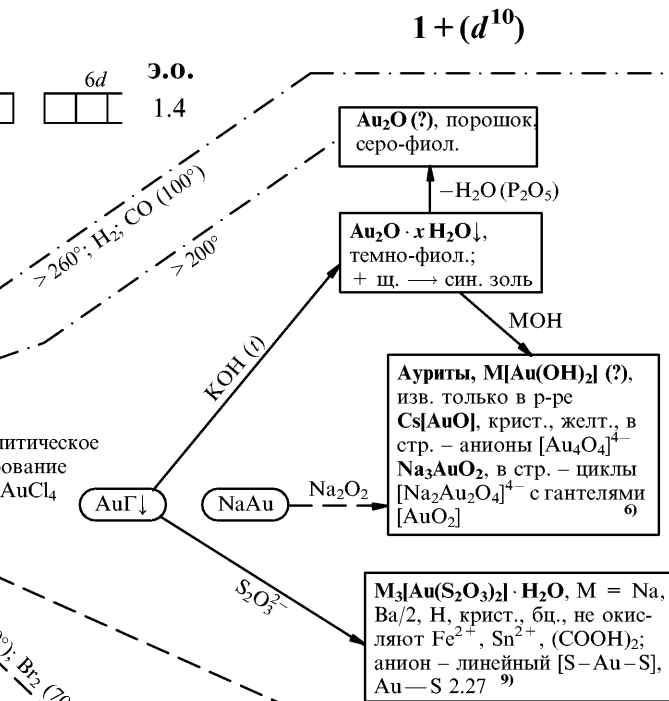 1 + (d¹⁰)
6d
э.о.
1.4
Au₂O (?), порошок,
серо-фиол.
−H₂O (P₂O₅)
> 260°; H₂; CO (100°)
> 200°
Au₂O · x H₂O↓,
темно-фиол.;
+ щ. ⟶ син. золь
KOH (t)
MOH
Ауриты, M[Au(OH)₂] (?),
изв. только в р-ре
Cs[AuO], крист., желт., в
стр. – анионы [Au₄O₄]⁴⁻
Na₃AuO₂, в стр. – циклы
[Na₂Au₂O₄]⁴⁻ с гантелями
[AuO₂]
⁶⁾
AuCl₄
AuГ↓
NaAu
Na₂O₂
S₂O₃²⁻
M₃[Au(S₂O₃)₂] · H₂O, M = Na,
Ba/2, H, крист., бц., не окис-
ляют Fe²⁺, Sn²⁺, (COOH)₂;
анион – линейный [S–Au–S],
Au—S 2.27 ⁹⁾
°); Br₂ (70